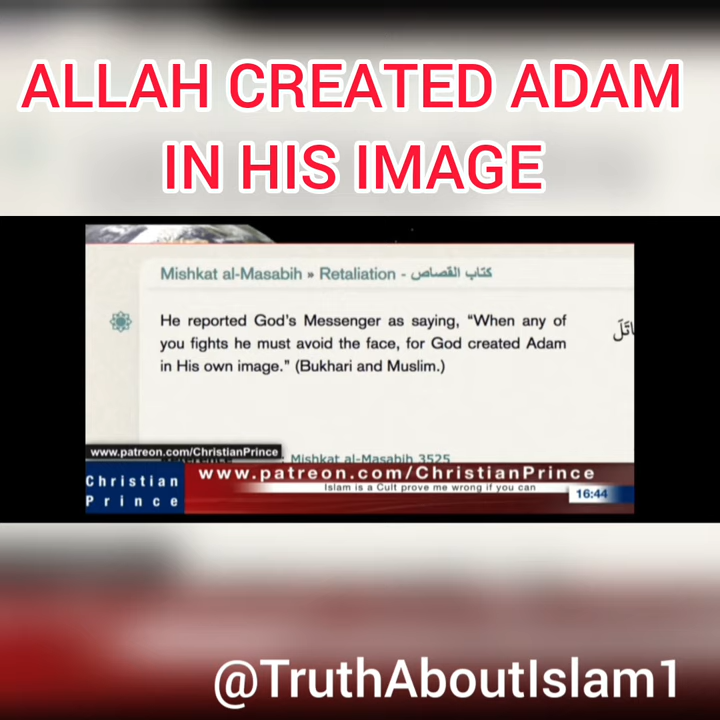 ALLAH CREATED ADAM
IN HIS IMAGE
Mishkat al-Masabih » Retaliation - كتاب القصاص
He reported God's Messenger as saying, “When any of
you fights he must avoid the face, for God created Adam
in His own image.” (Bukhari and Muslim.)
www.patreon.com/ChristianPrince
: Mishkat al-Masabih 3525
Christian
Prince
www.patreon.com/ChristianPrince
Islam is a Cult prove me wrong if you can
16:44
@TruthAboutIslam1